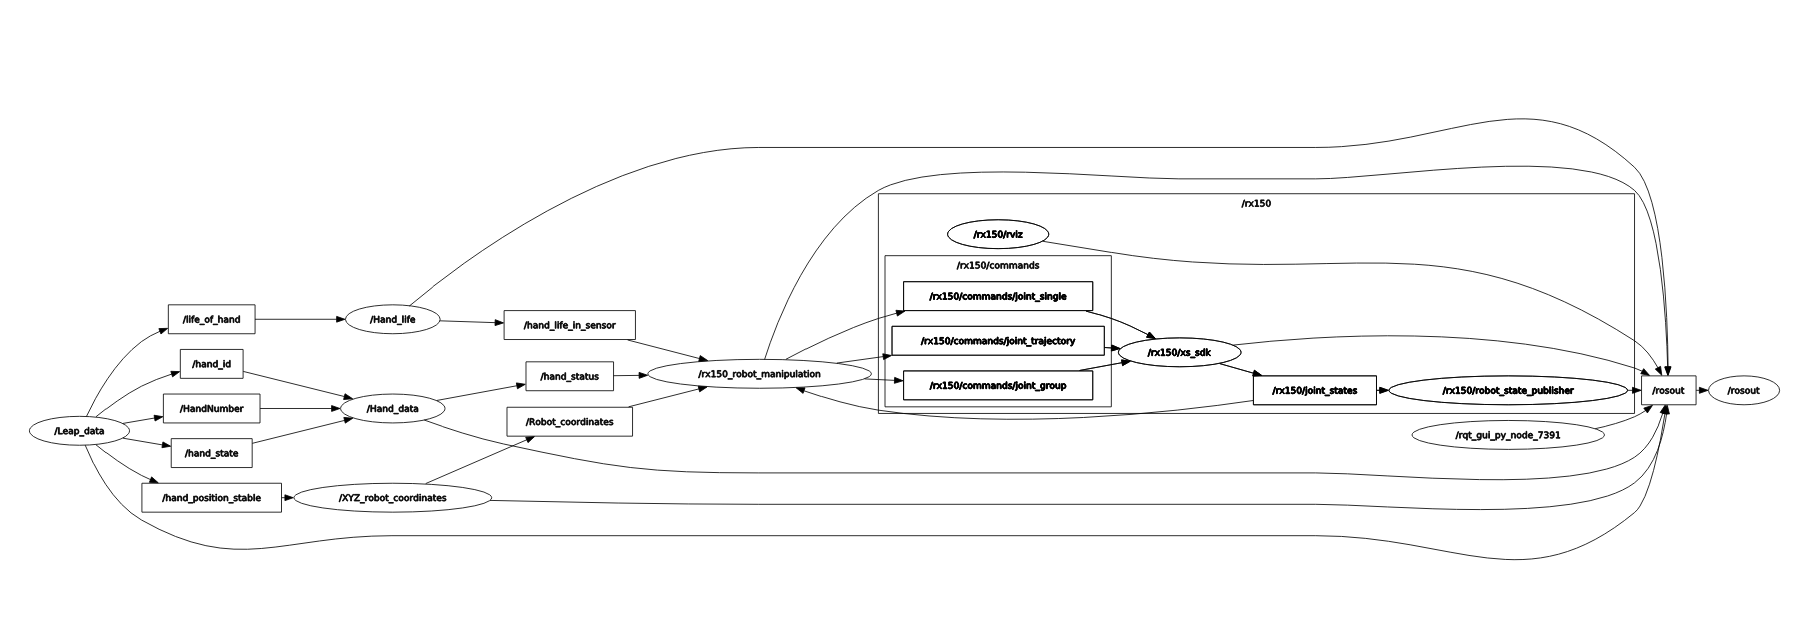 /rx150
/rx150/rviz
/rx150/commands
/rx150/commands/joint_single
/life_of_hand
/Hand_life
/hand_life_in_sensor
/rx150/commands/joint_trajectory
/rx150/xs_sdk
/hand_id
/hand_status
/rx150_robot_manipulation
/rx150/commands/joint_group
/rx150/joint_states
/rx150/robot_state_publisher
/rosout
/rosout
/HandNumber
/Hand_data
/Robot_coordinates
/Leap_data
/rqt_gui_py_node_7391
/hand_state
/hand_position_stable
/XYZ_robot_coordinates